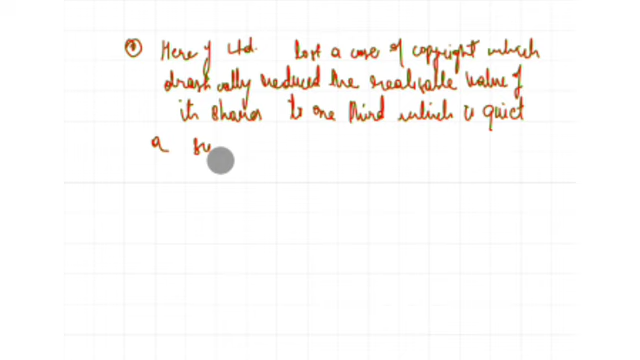 Here Y Ltd. lost a case of copyright which
drastically reduced the realisable value of
its shares to one third which is quiet
a su